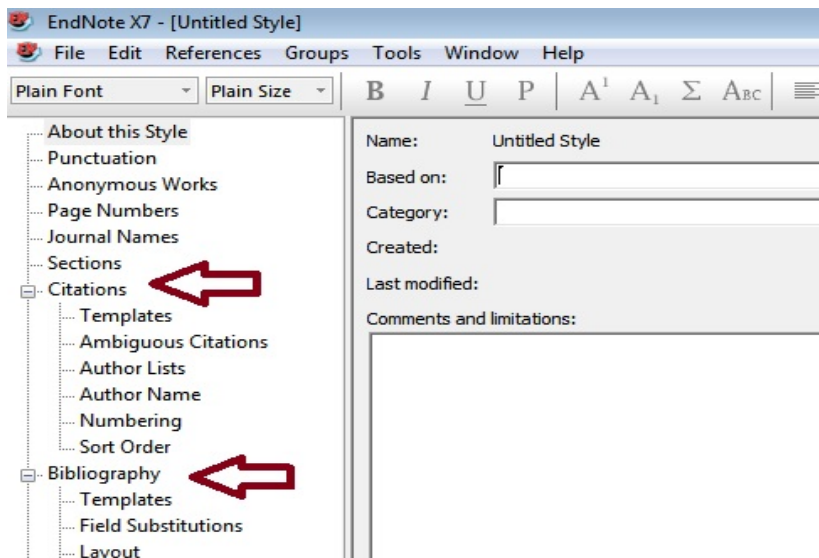 EndNote X7 - [Untitled Style]
File Edit References Groups Tools Window Help
Plain Font Plain Size B I U P A¹ A₁ Σ ABC
About this Style
Punctuation
Anonymous Works
Page Numbers
Journal Names
Sections
Citations
Templates
Ambiguous Citations
Author Lists
Author Name
Numbering
Sort Order
Bibliography
Templates
Field Substitutions
Layout
Name: Untitled Style
Based on:
Category:
Created:
Last modified:
Comments and limitations: